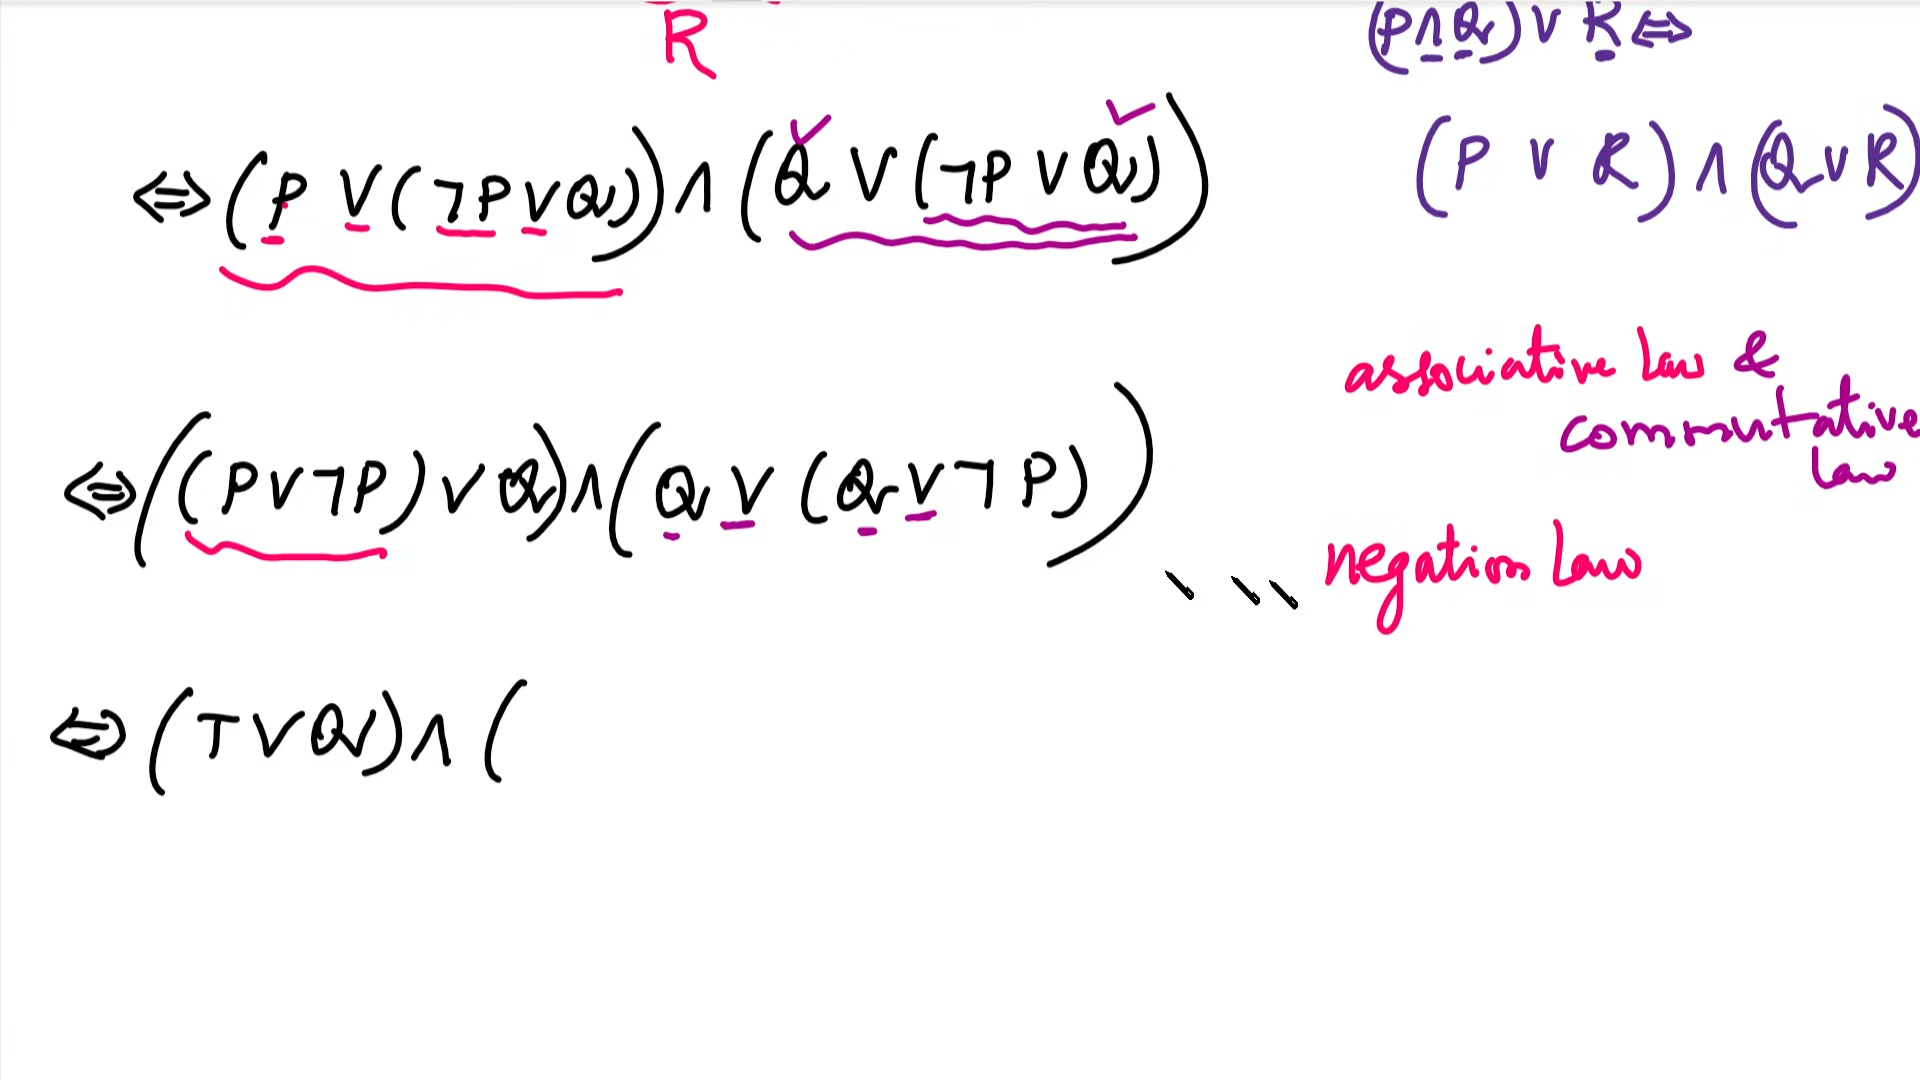 R
(P∧Q)∨R⇔
⇔(P∨(¬P∨Q))∧(Q∨(¬P∨Q))
(P∨R)∧(Q∨R)
associative law &
commutative
law
⇔((P∨¬P)∨Q)∧(Q∨(Q∨¬P))
... negation law
⇔(T∨Q)∧(